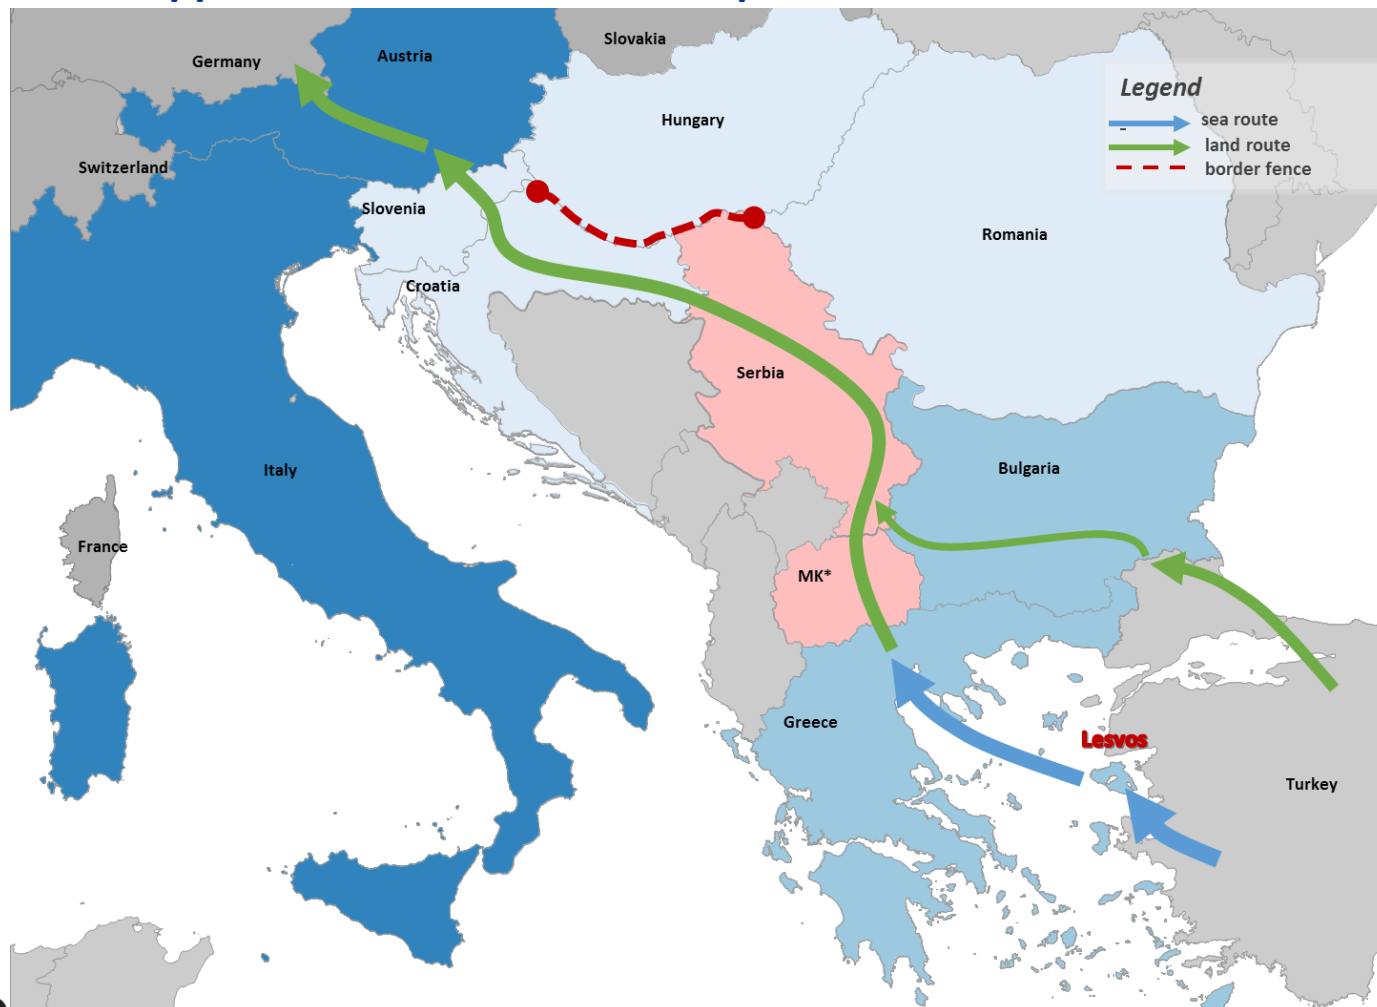 Slovakia
Germany
Austria
Legend
sea route
land route
border fence
Hungary
Switzerland
Slovenia
Romania
Croatia
Serbia
Italy
Bulgaria
France
MK*
Greece
Lesvos
Turkey